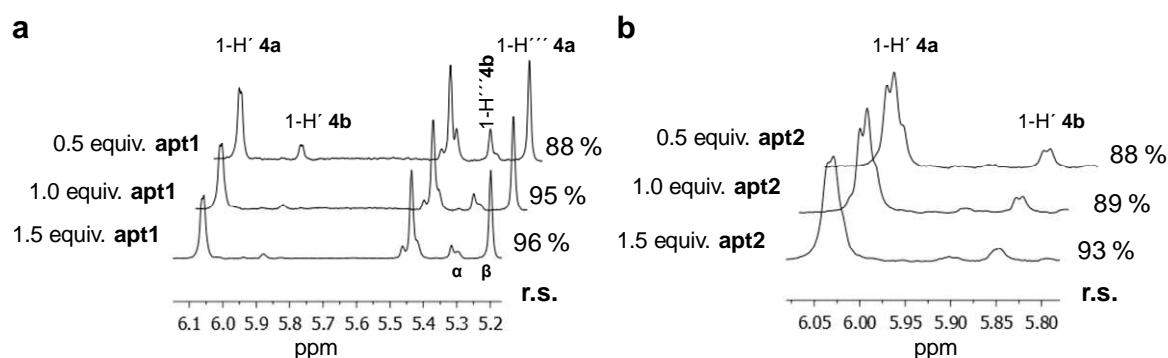 a
1-H´ 4a
1-H´´´ 4b
1-H´´´ 4a
1-H´ 4b
0.5 equiv. apt1
88 %
1.0 equiv. apt1
95 %
1.5 equiv. apt1
96 %
α
β
r.s.
6.1 6.0 5.9 5.8 5.7 5.6 5.5 5.4 5.3 5.2
ppm
b
1-H´ 4a
1-H´ 4b
0.5 equiv. apt2
88 %
1.0 equiv. apt2
89 %
1.5 equiv. apt2
93 %
r.s.
6.05 6.00 5.95 5.90 5.85 5.80
ppm